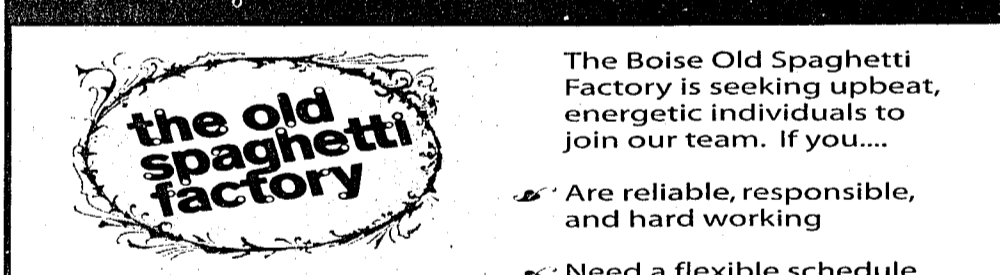 the old
spaghetti
factory
The Boise Old Spaghetti
Factory is seeking upbeat,
energetic individuals to
join our team. If you....
Are reliable, responsible,
and hard working
Need a flexible schedule